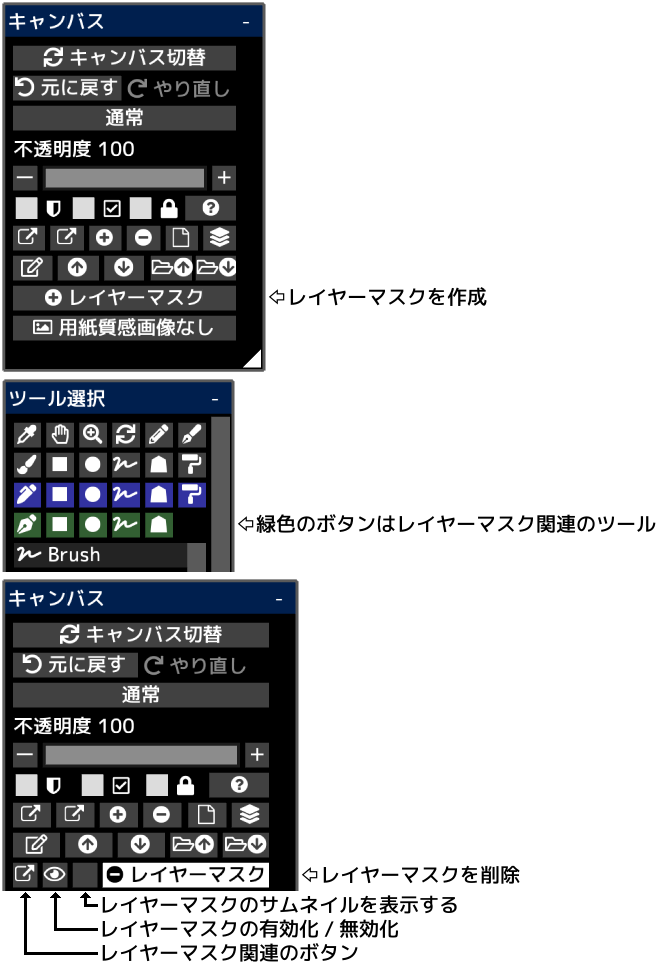 キャンバス -
キャンバス切替
元に戻す やり直し
通常
不透明度 100
− +
レイヤーマスク
⇦レイヤーマスクを作成
用紙質感画像なし
ツール選択 -
⇦緑色のボタンはレイヤーマスク関連のツール
Brush
キャンバス -
キャンバス切替
元に戻す やり直し
通常
不透明度 100
− +
レイヤーマスク
⇦レイヤーマスクを削除
レイヤーマスクのサムネイルを表示する
レイヤーマスクの有効化 / 無効化
レイヤーマスク関連のボタン